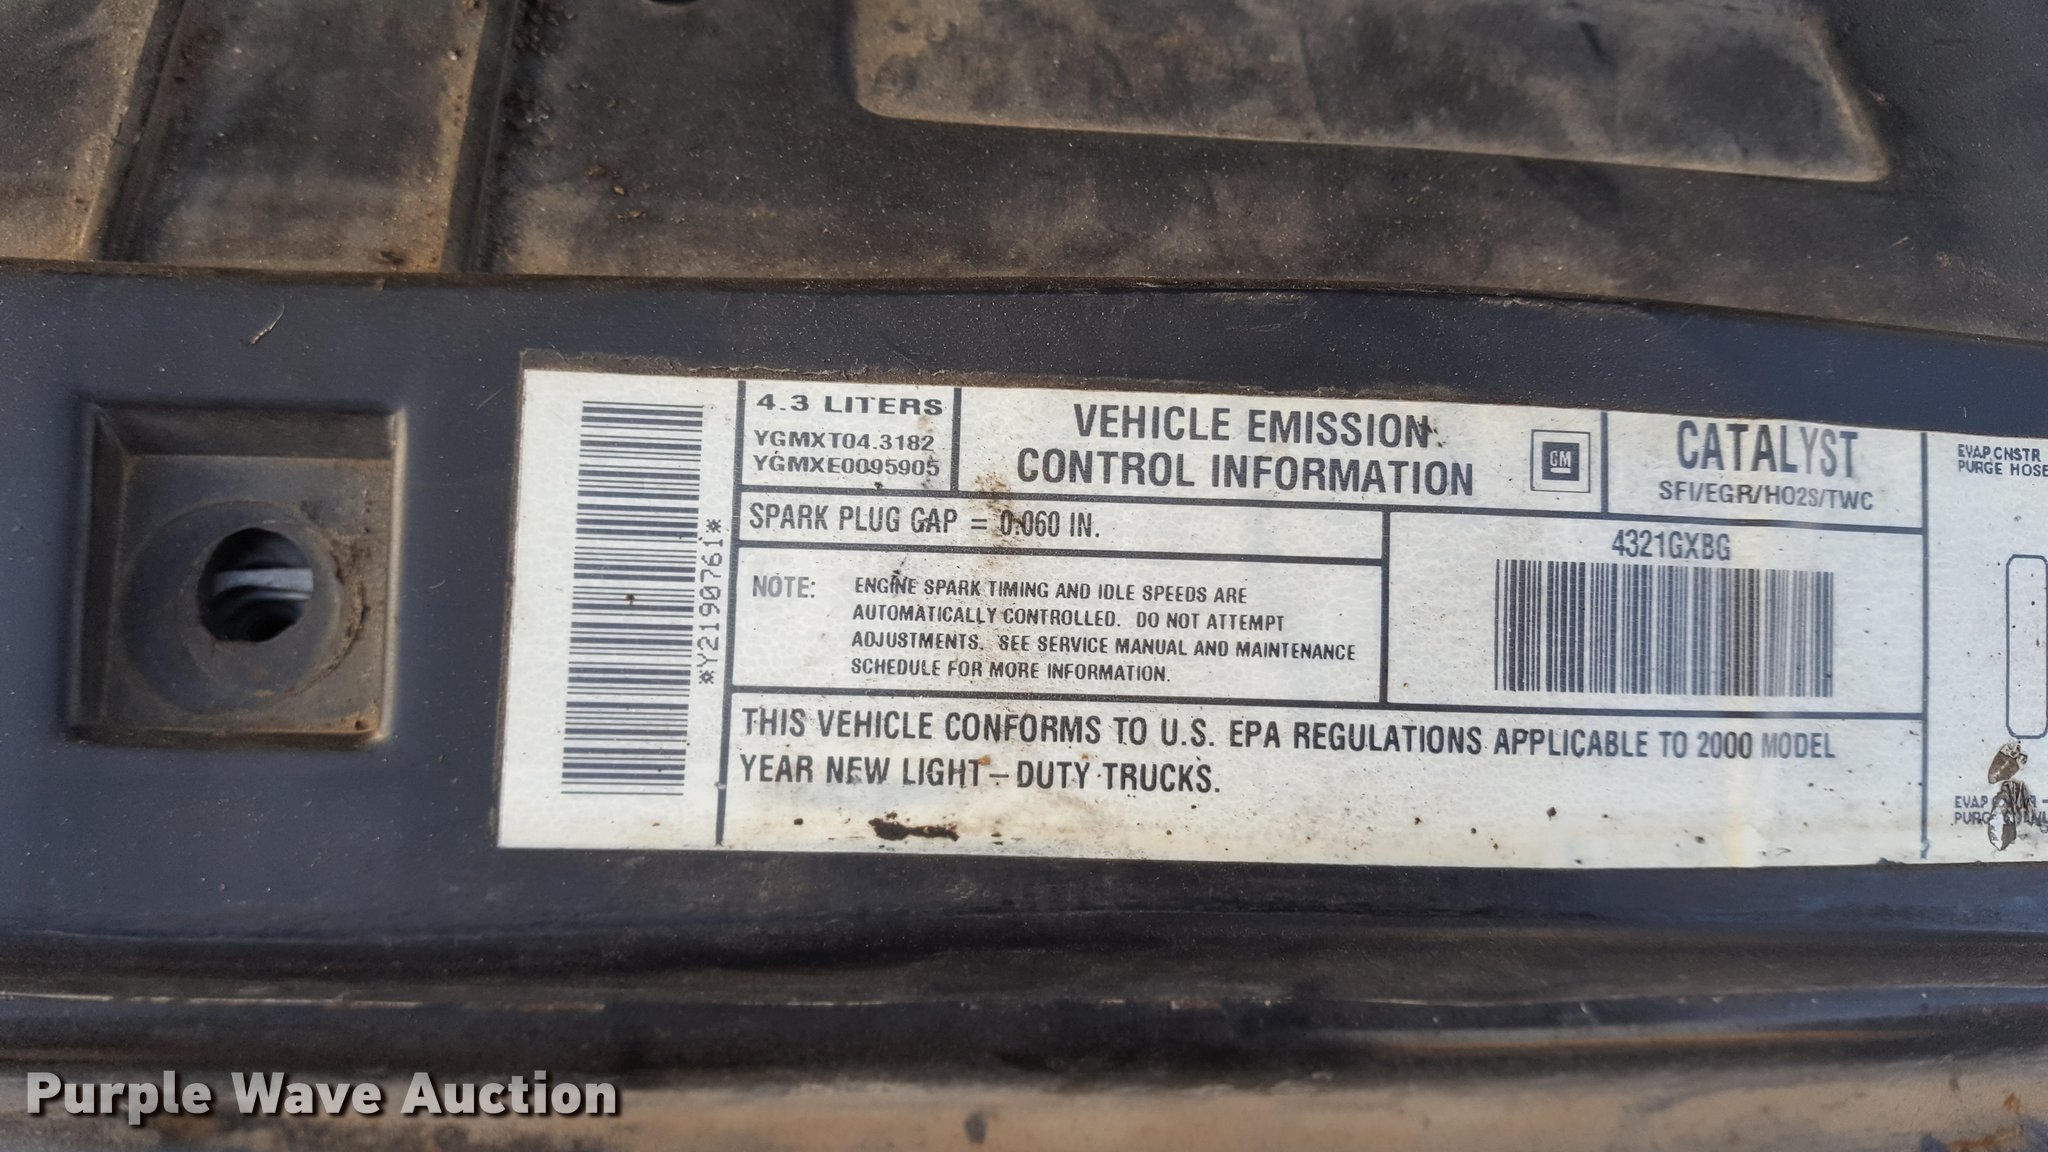 *Y2190761*
4.3 LITERS
YGMXT04.3182
YGMXE0095905
VEHICLE EMISSION
CONTROL INFORMATION
GM
CATALYST
SFI/EGR/HO2S/TWC
SPARK PLUG GAP = 0.060 IN.
NOTE: ENGINE SPARK TIMING AND IDLE SPEEDS ARE
AUTOMATICALLY CONTROLLED. DO NOT ATTEMPT
ADJUSTMENTS. SEE SERVICE MANUAL AND MAINTENANCE
SCHEDULE FOR MORE INFORMATION.
4321GXBG
THIS VEHICLE CONFORMS TO U.S. EPA REGULATIONS APPLICABLE TO 2000 MODEL
YEAR NEW LIGHT-DUTY TRUCKS.
EVAP CNSTR
PURGE HOSE
EVAP
Purple Wave Auction